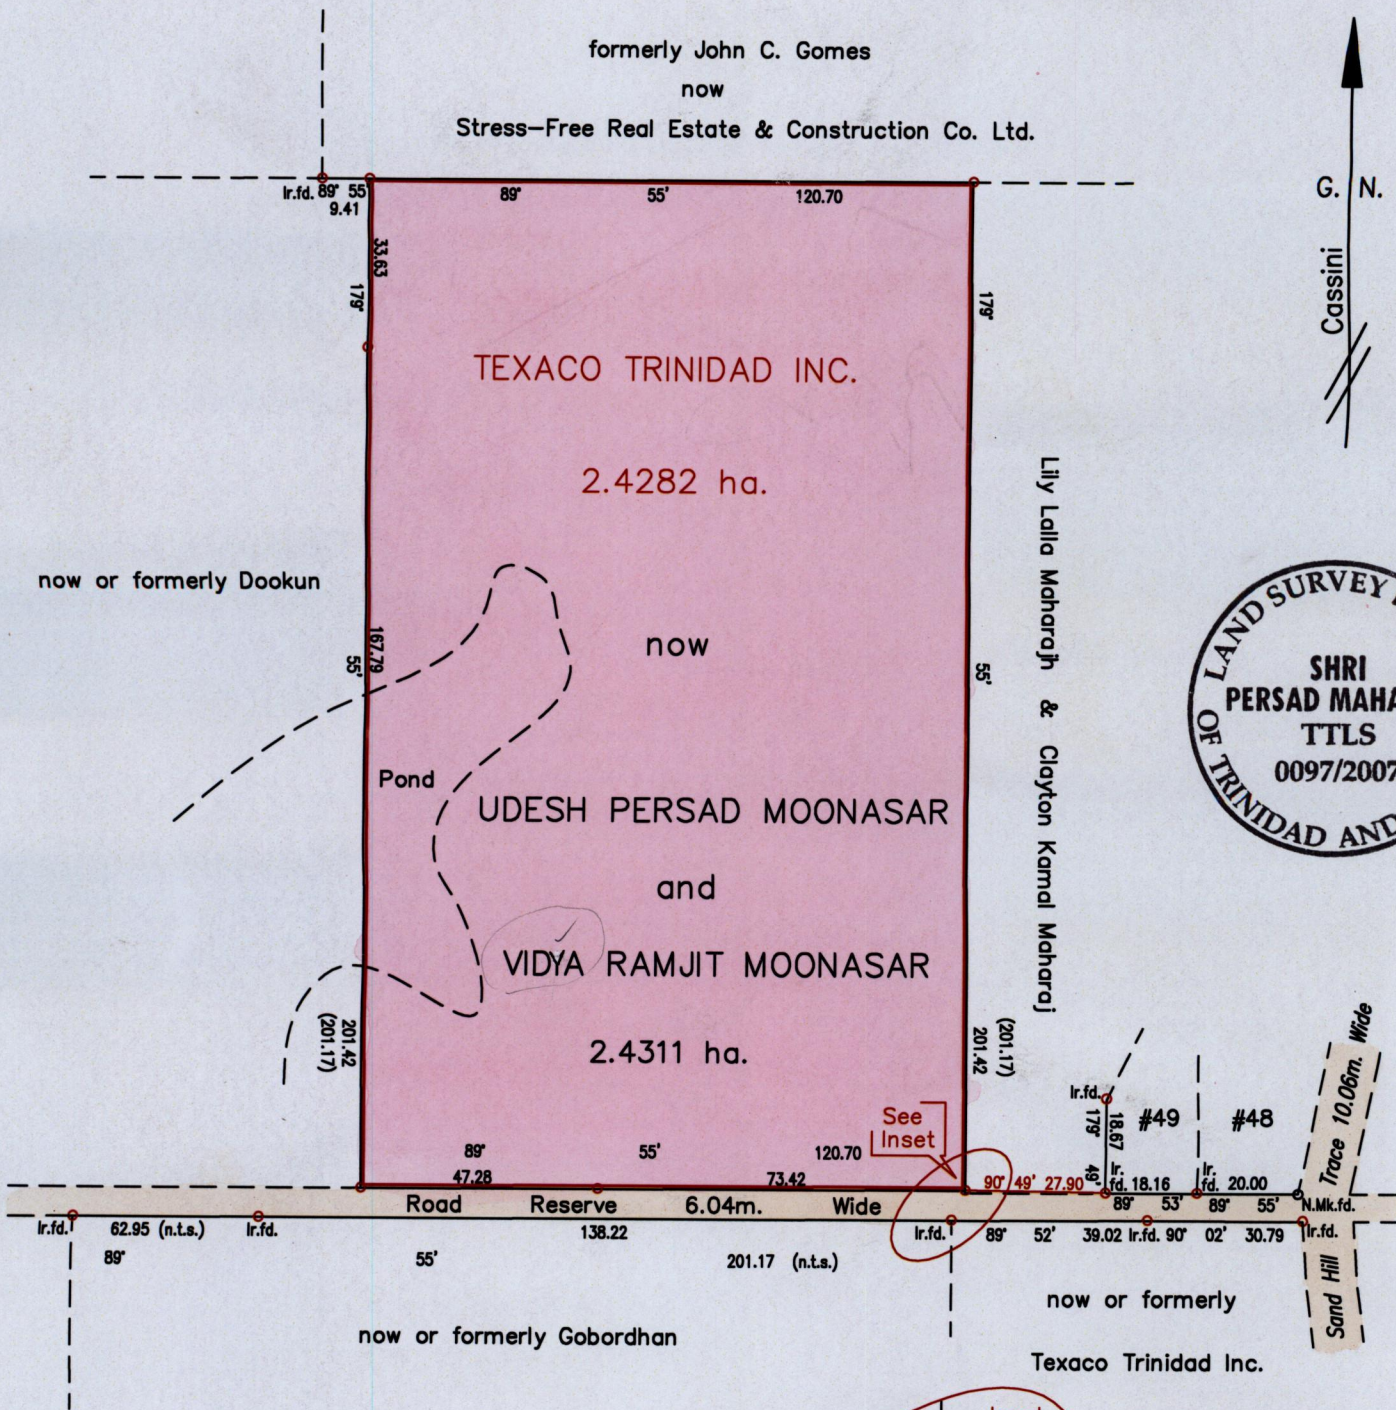 formerly John C. Gomes
now
Stress–Free Real Estate & Construction Co. Ltd.
Ir.fd. 89° 55'
9.41
89° 55' 120.70
G. N.
Cassini
33.63
179°
179°
TEXACO TRINIDAD INC.
2.4282 ha.
now or formerly Dookun
167.79
55'
55'
now
Lily Lalla Maharajh & Clayton Kamal Maharaj
LAND SURVEY
SHRI
PERSAD MAHA
TTLS
0097/2007
OF TRINIDAD AND
Pond
UDESH PERSAD MOONASAR
and
VIDYA RAMJIT MOONASAR
2.4311 ha.
201.42
(201.17)
(201.17)
201.42
See
Inset
89° 55' 120.70
47.28 73.42
90° 49' 27.90
Ir.fd.
179° 49'
18.67
#49
#48
Ir.
fd. 18.16
Ir.
fd. 20.00
89° 53' 89° 55'
N.Mk.fd.
Road Reserve 6.04m. Wide
Sand Hill Trace 10.06m. Wide
Ir.fd. 62.95 (n.t.s.) Ir.fd. 138.22 Ir.fd. 89° 52' 39.02 Ir.fd. 90° 02' 30.79 Ir.fd.
89° 55' 201.17 (n.t.s.)
now or formerly Gobordhan
now or formerly
Texaco Trinidad Inc.